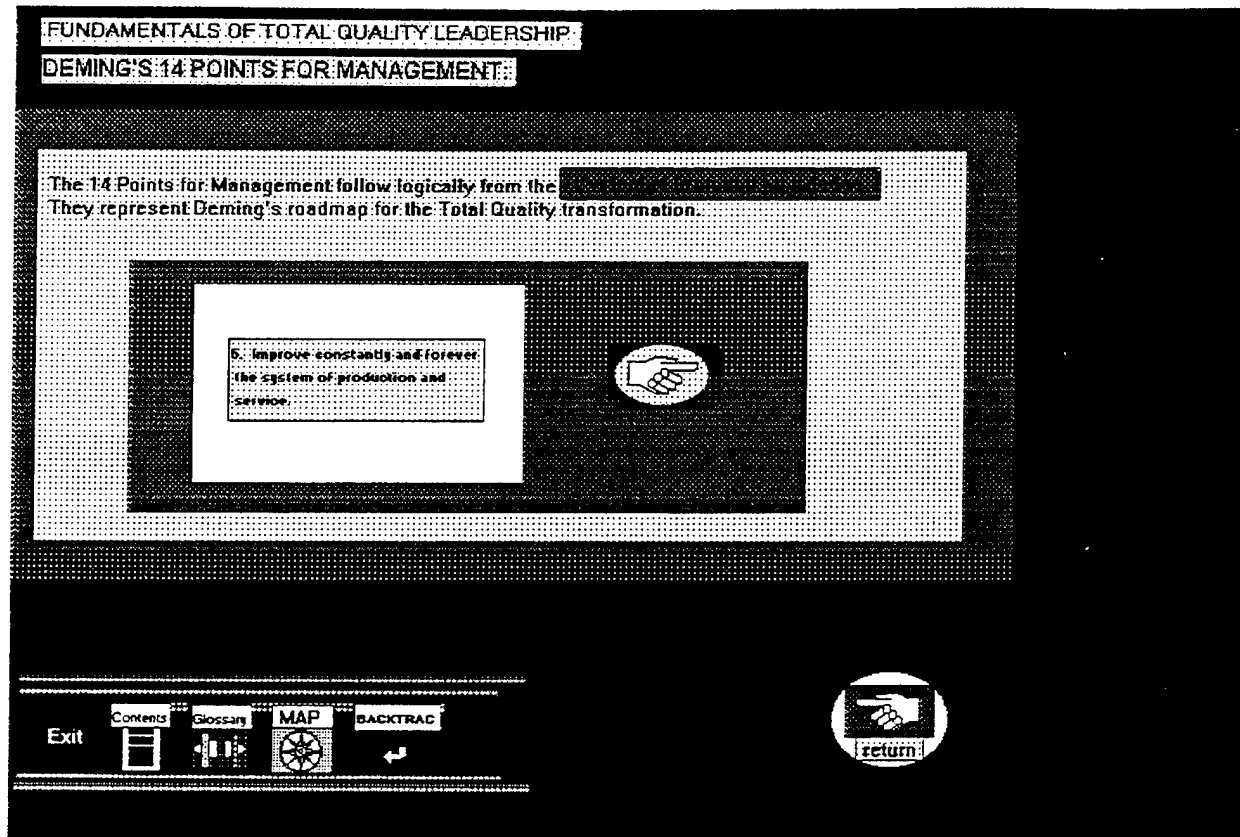 FUNDAMENTALS OF TOTAL QUALITY LEADERSHIP
DEMING'S 14 POINTS FOR MANAGEMENT
The 14 Points for Management follow logically from the
They represent Deming's roadmap for the Total Quality transformation.
Improve constantly and forever
the system of production and
service.
Exit
Contents
Glossary
MAP
BACKTRAC
return